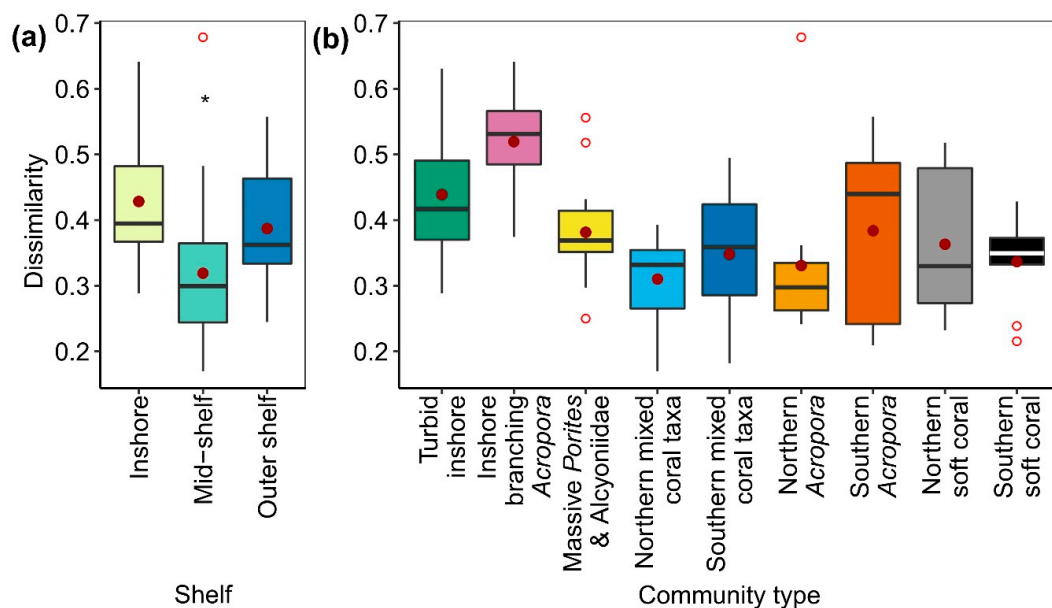 (a)
(b)
Dissimilarity
0.7
0.6
0.5
0.4
0.3
0.2
*
Inshore
Mid-shelf
Outer shelf
Shelf
0.7
0.6
0.5
0.4
0.3
0.2
Turbid
inshore
Inshore
branching
Acropora
Massive Porites
& Alcyoniidae
Northern mixed
coral taxa
Southern mixed
coral taxa
Northern
Acropora
Southern
Acropora
Northern
soft coral
Southern
soft coral
Community type